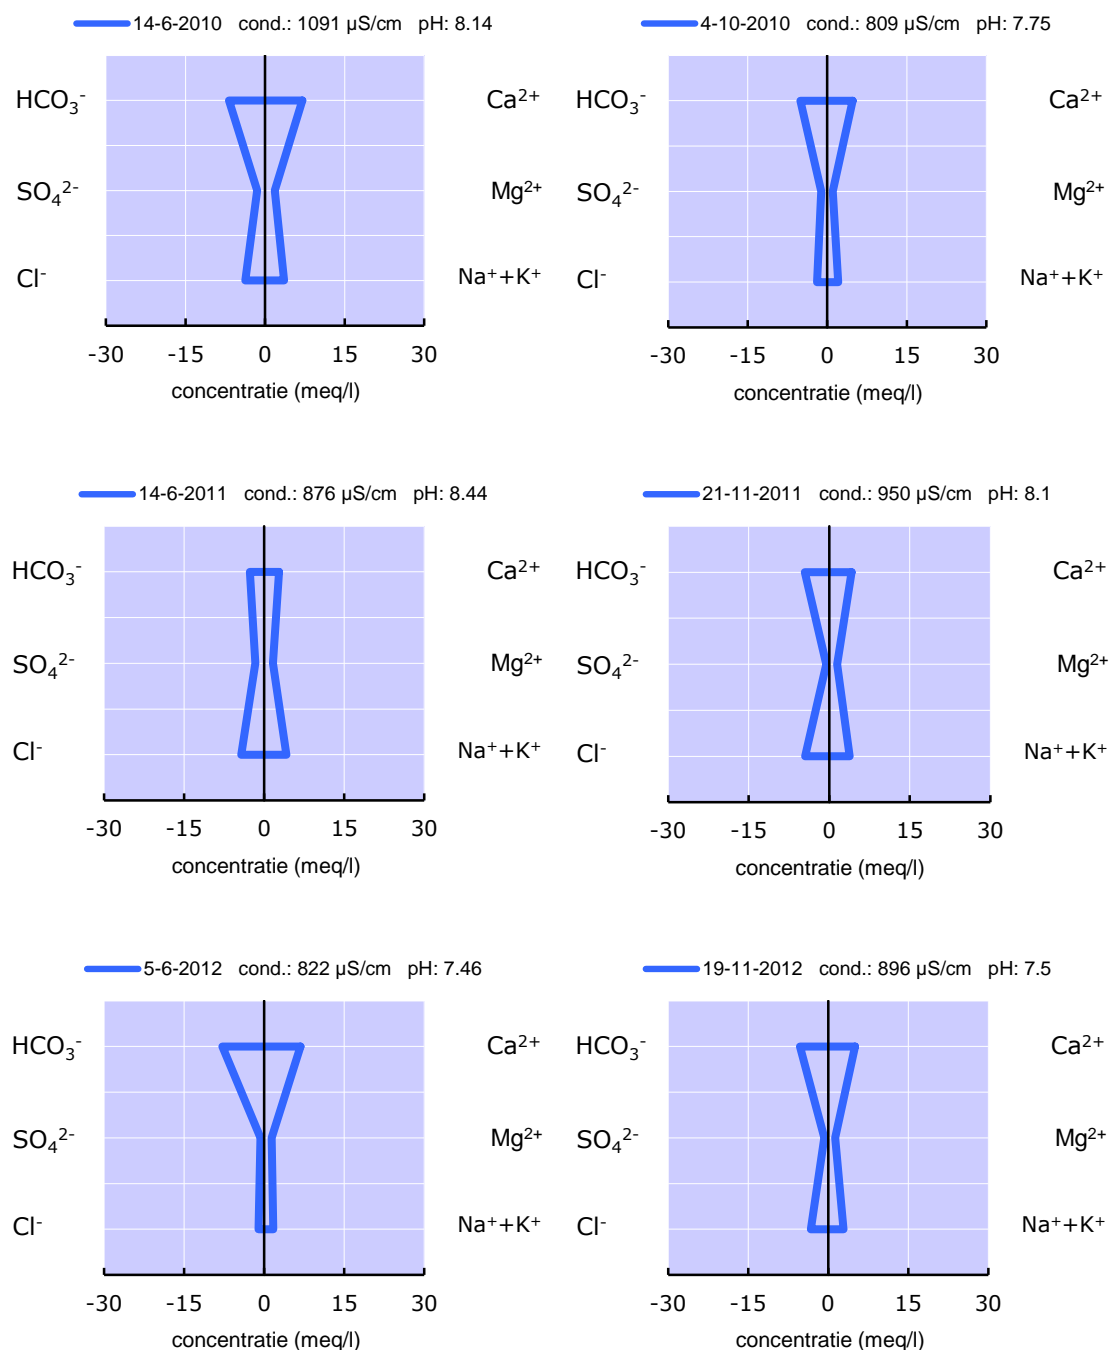 14-6-2010 cond.: 1091 µS/cm pH: 8.14
HCO₃⁻ Ca²⁺
SO₄²⁻ Mg²⁺
Cl⁻ Na⁺+K⁺
-30 -15 0 15 30
concentratie (meq/l)
4-10-2010 cond.: 809 µS/cm pH: 7.75
HCO₃⁻ Ca²⁺
SO₄²⁻ Mg²⁺
Cl⁻ Na⁺+K⁺
-30 -15 0 15 30
concentratie (meq/l)
14-6-2011 cond.: 876 µS/cm pH: 8.44
HCO₃⁻ Ca²⁺
SO₄²⁻ Mg²⁺
Cl⁻ Na⁺+K⁺
-30 -15 0 15 30
concentratie (meq/l)
21-11-2011 cond.: 950 µS/cm pH: 8.1
HCO₃⁻ Ca²⁺
SO₄²⁻ Mg²⁺
Cl⁻ Na⁺+K⁺
-30 -15 0 15 30
concentratie (meq/l)
5-6-2012 cond.: 822 µS/cm pH: 7.46
HCO₃⁻ Ca²⁺
SO₄²⁻ Mg²⁺
Cl⁻ Na⁺+K⁺
-30 -15 0 15 30
concentratie (meq/l)
19-11-2012 cond.: 896 µS/cm pH: 7.5
HCO₃⁻ Ca²⁺
SO₄²⁻ Mg²⁺
Cl⁻ Na⁺+K⁺
-30 -15 0 15 30
concentratie (meq/l)